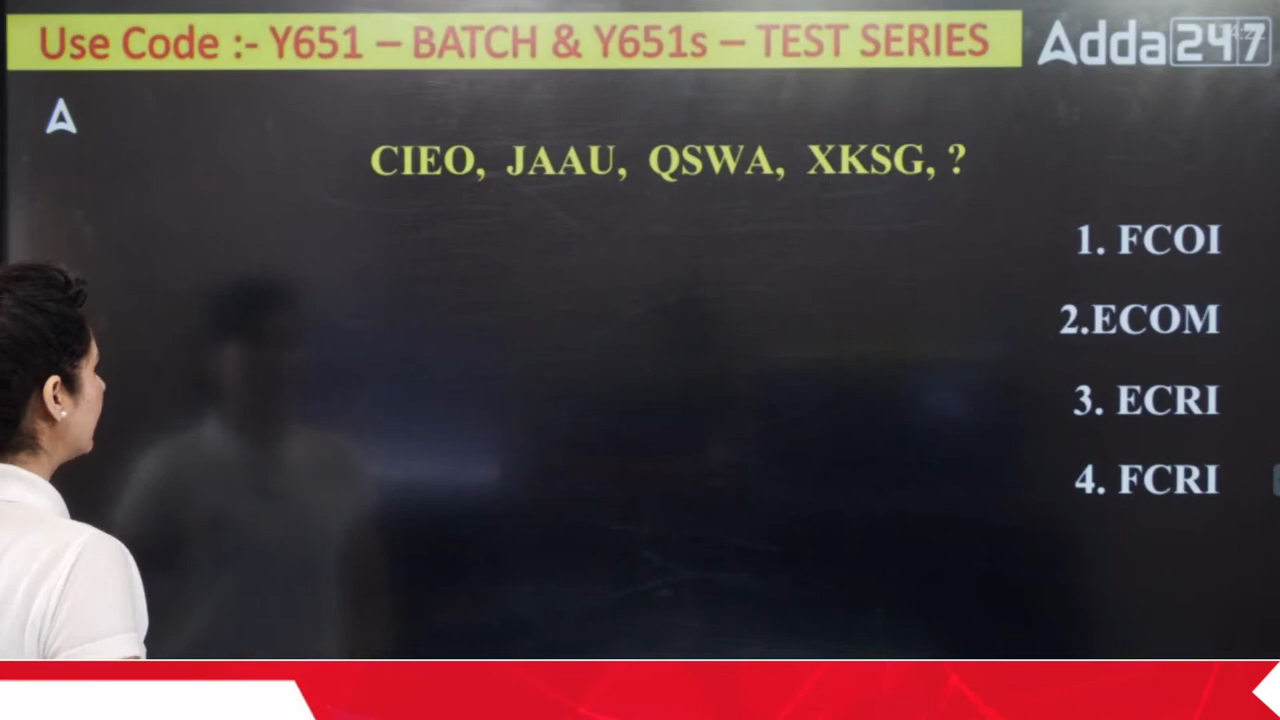 Use Code :- Y651 – BATCH & Y651s – TEST SERIES
Adda247
CIEO, JAAU, QSWA, XKSG, ?
1. FCOI
2.ECOM
3. ECRI
4. FCRI